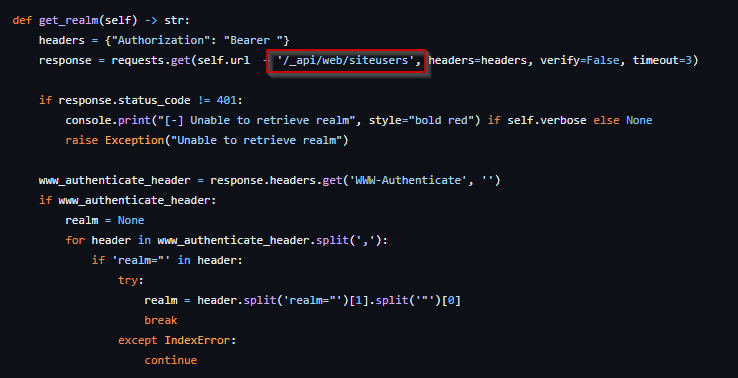 def get_realm(self) -> str:
headers = {"Authorization": "Bearer "}
response = requests.get(self.url + '/_api/web/siteusers', headers=headers, verify=False, timeout=3)
if response.status_code != 401:
console.print("[-] Unable to retrieve realm", style="bold red") if self.verbose else None
raise Exception("Unable to retrieve realm")
www_authenticate_header = response.headers.get('WWW-Authenticate', '')
if www_authenticate_header:
realm = None
for header in www_authenticate_header.split(','):
if 'realm="' in header:
try:
realm = header.split('realm="')[1].split('"')[0]
break
except IndexError:
continue